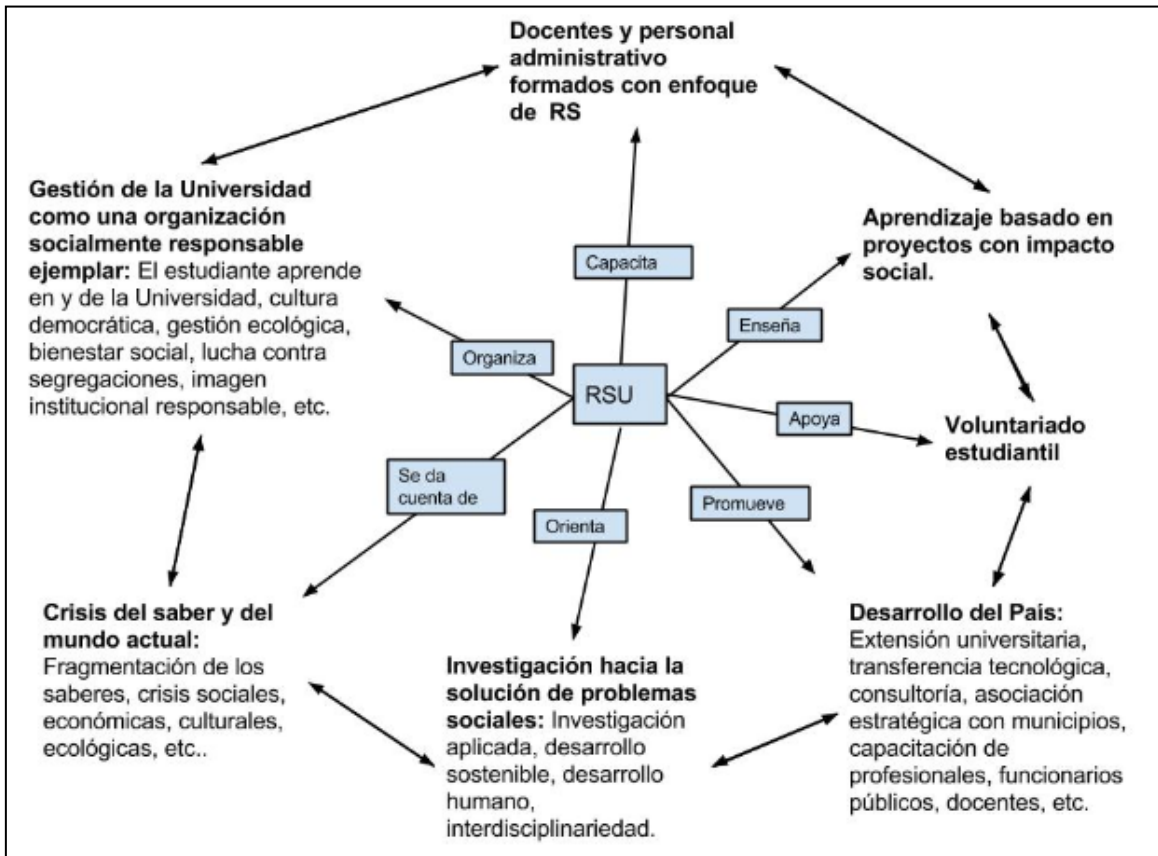 Docentes y personal
administrativo
formados con enfoque
de RS
Gestión de la Universidad
como una organización
socialmente responsable
ejemplar: El estudiante aprende
en y de la Universidad, cultura
democrática, gestión ecológica,
bienestar social, lucha contra
segregaciones, imagen
institucional responsable, etc.
Capacita
Aprendizaje basado en
proyectos con impacto
social.
Enseña
Organiza
RSU
Apoya
Voluntariado
estudiantil
Se da
cuenta de
Orienta
Promueve
Crisis del saber y del
mundo actual:
Fragmentación de los
saberes, crisis sociales,
económicas, culturales,
ecológicas, etc..
Investigación hacia la
solución de problemas
sociales: Investigación
aplicada, desarrollo
sostenible, desarrollo
humano,
interdisciplinariedad.
Desarrollo del País:
Extensión universitaria,
transferencia tecnológica,
consultoría, asociación
estratégica con municipios,
capacitación de
profesionales, funcionarios
públicos, docentes, etc.